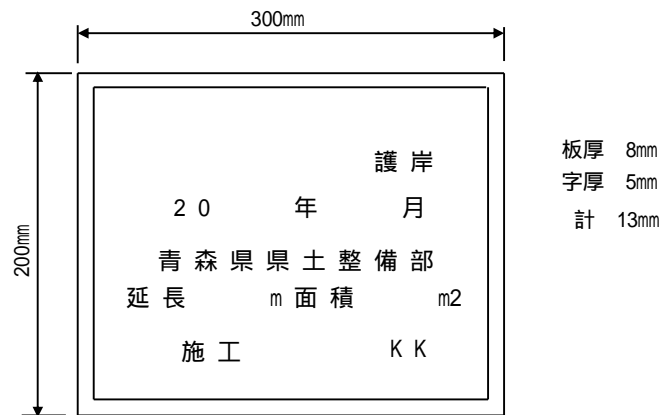 300㎜
200㎜
護岸
20 年 月
青森県県土整備部
延長 m 面積 m2
施工 KK
板厚 8㎜
字厚 5㎜
計 13㎜